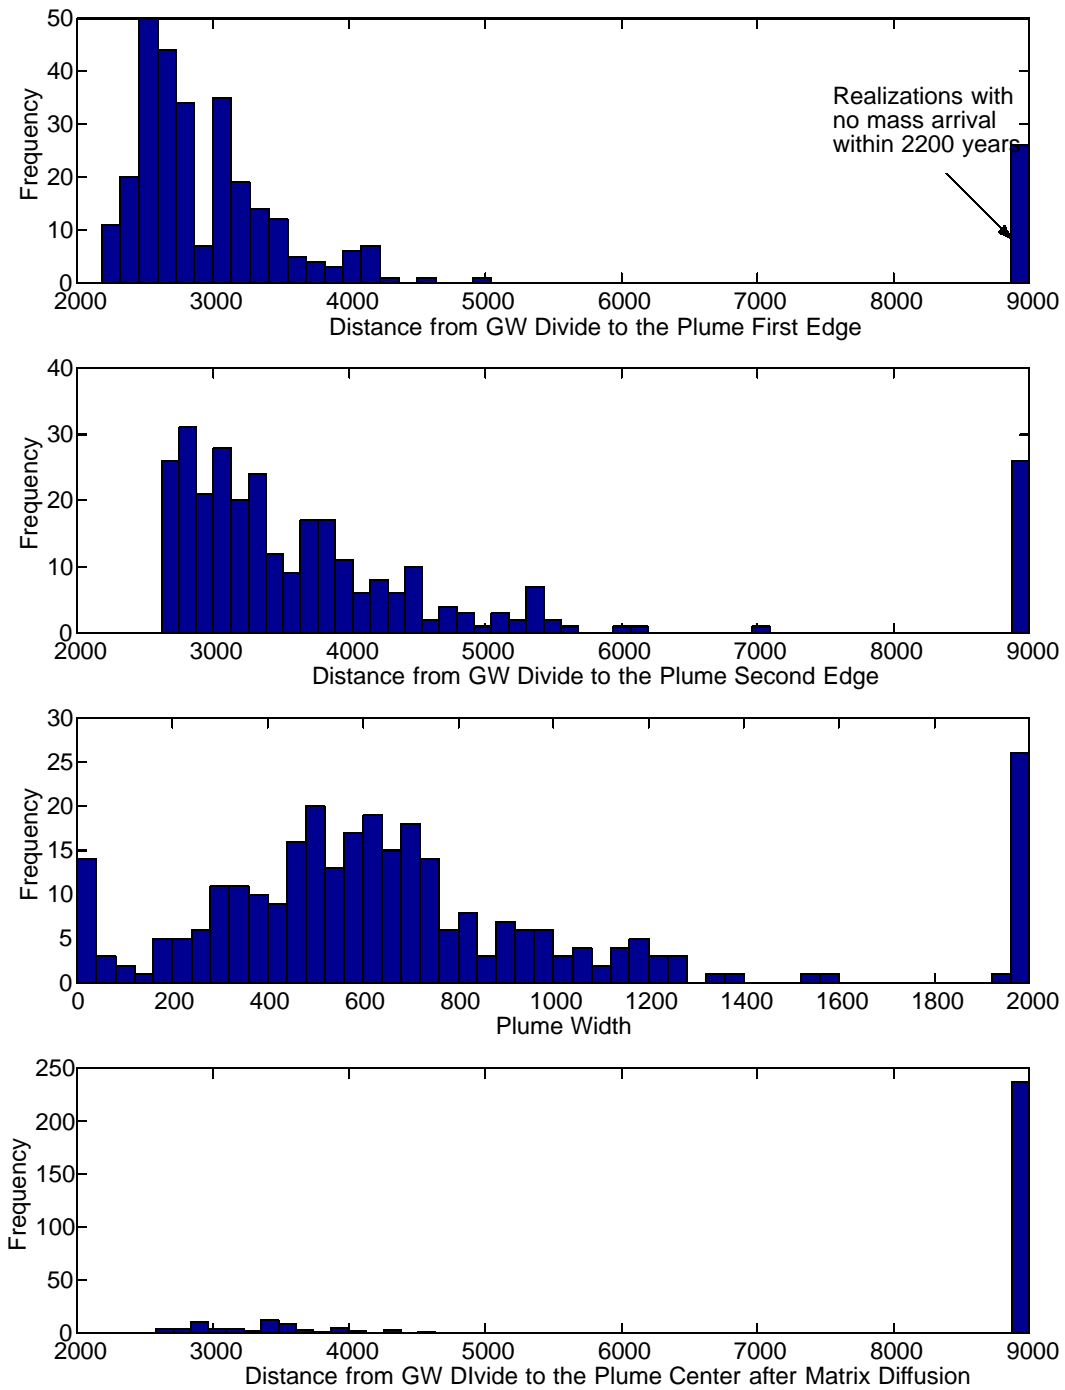 50
40
30
20
10
0
Frequency
Realizations with
no mass arrival
within 2200 years
2000 3000 4000 5000 6000 7000 8000 9000
Distance from GW Divide to the Plume First Edge
40
30
20
10
0
Frequency
2000 3000 4000 5000 6000 7000 8000 9000
Distance from GW Divide to the Plume Second Edge
30
25
20
15
10
5
0
Frequency
0 200 400 600 800 1000 1200 1400 1600 1800 2000
Plume Width
250
200
150
100
50
0
Frequency
2000 3000 4000 5000 6000 7000 8000 9000
Distance from GW DIvide to the Plume Center after Matrix Diffusion